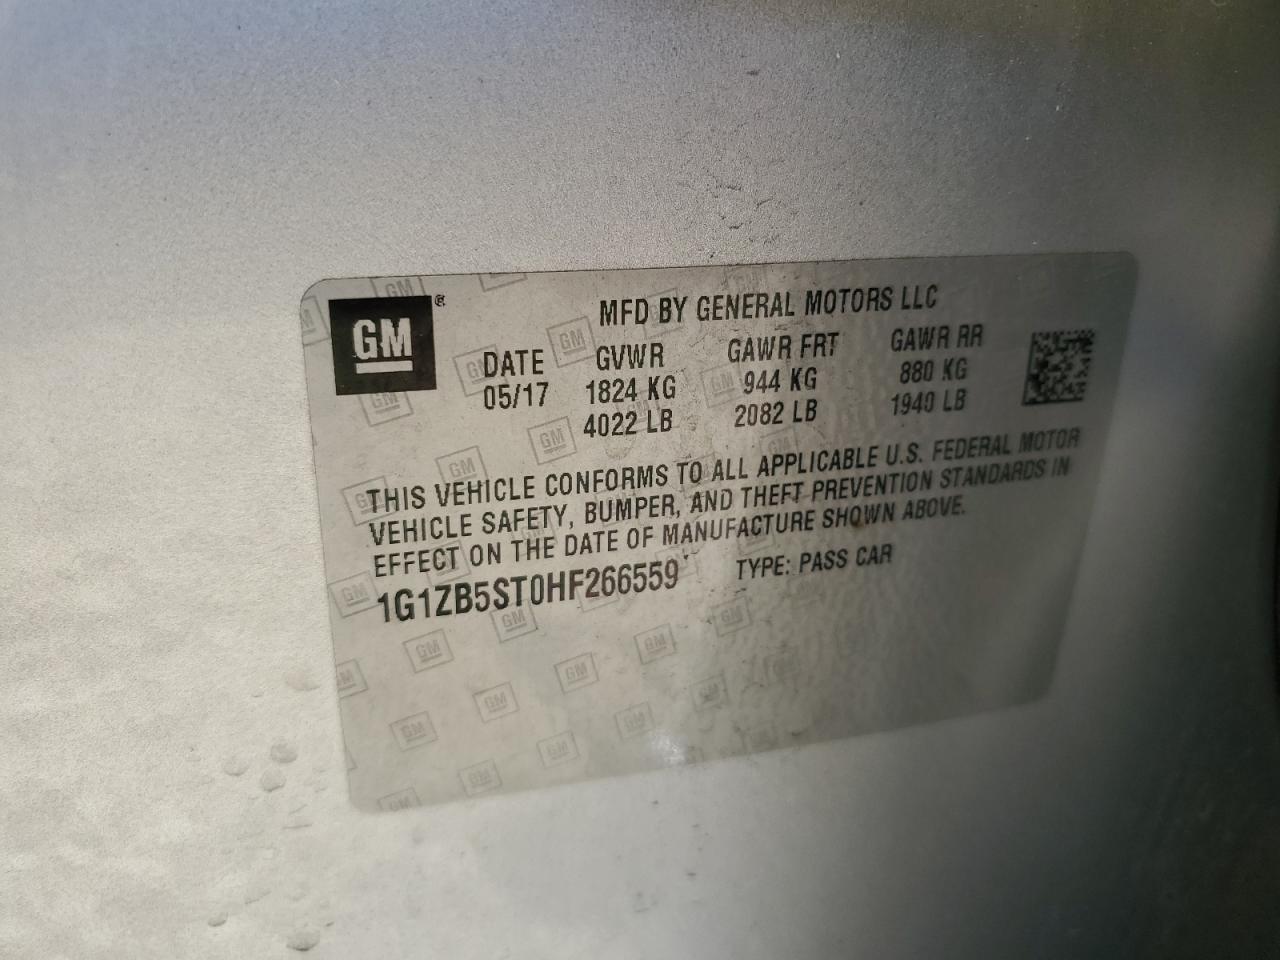 GM®
MFD BY GENERAL MOTORS LLC
DATE GVWR GAWR FRT GAWR RR
05/17 1824 KG 944 KG 880 KG
4022 LB 2082 LB 1940 LB
THIS VEHICLE CONFORMS TO ALL APPLICABLE U.S. FEDERAL MOTOR
VEHICLE SAFETY, BUMPER, AND THEFT PREVENTION STANDARDS IN
EFFECT ON THE DATE OF MANUFACTURE SHOWN ABOVE.
1G1ZB5ST0HF266559 TYPE: PASS CAR